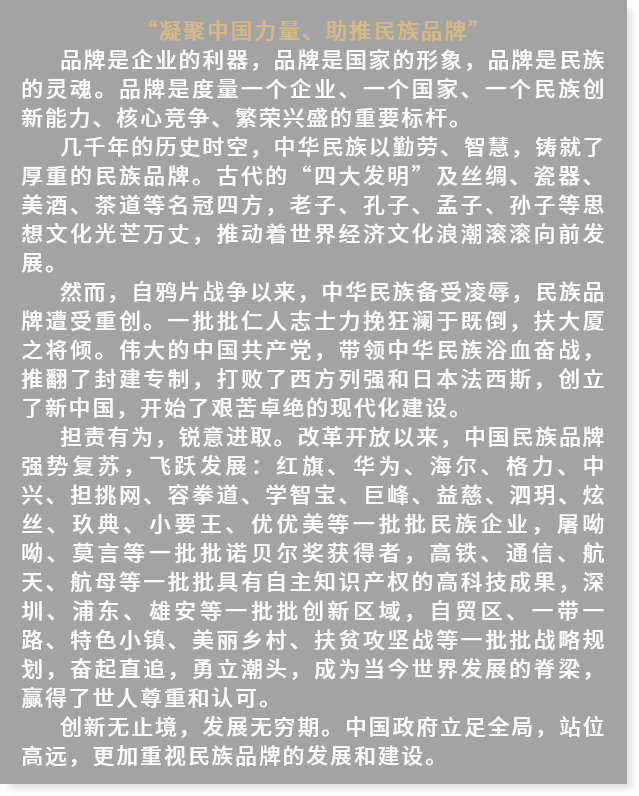 “凝聚中国力量、助推民族品牌”
品牌是企业的利器，品牌是国家的形象，品牌是民族
的灵魂。品牌是度量一个企业、一个国家、一个民族创
新能力、核心竞争、繁荣兴盛的重要标杆。
几千年的历史时空，中华民族以勤劳、智慧，铸就了
厚重的民族品牌。古代的“四大发明”及丝绸、瓷器、
美酒、茶道等名冠四方，老子、孔子、孟子、孙子等思
想文化光芒万丈，推动着世界经济文化浪潮滚滚向前发
展。
然而，自鸦片战争以来，中华民族备受凌辱，民族品
牌遭受重创。一批批仁人志士力挽狂澜于既倒，扶大厦
之将倾。伟大的中国共产党，带领中华民族浴血奋战，
推翻了封建专制，打败了西方列强和日本法西斯，创立
了新中国，开始了艰苦卓绝的现代化建设。
担责有为，锐意进取。改革开放以来，中国民族品牌
强势复苏，飞跃发展：红旗、华为、海尔、格力、中
兴、担挑网、容拳道、学智宝、巨峰、益慈、泗玥、炫
丝、玖典、小要王、优优美等一批批民族企业，屠呦
呦、莫言等一批批诺贝尔奖获得者，高铁、通信、航
天、航母等一批批具有自主知识产权的高科技成果，深
圳、浦东、雄安等一批批创新区域，自贸区、一带一
路、特色小镇、美丽乡村、扶贫攻坚战等一批批战略规
划，奋起直追，勇立潮头，成为当今世界发展的脊梁，
赢得了世人尊重和认可。
创新无止境，发展无穷期。中国政府立足全局，站位
高远，更加重视民族品牌的发展和建设。